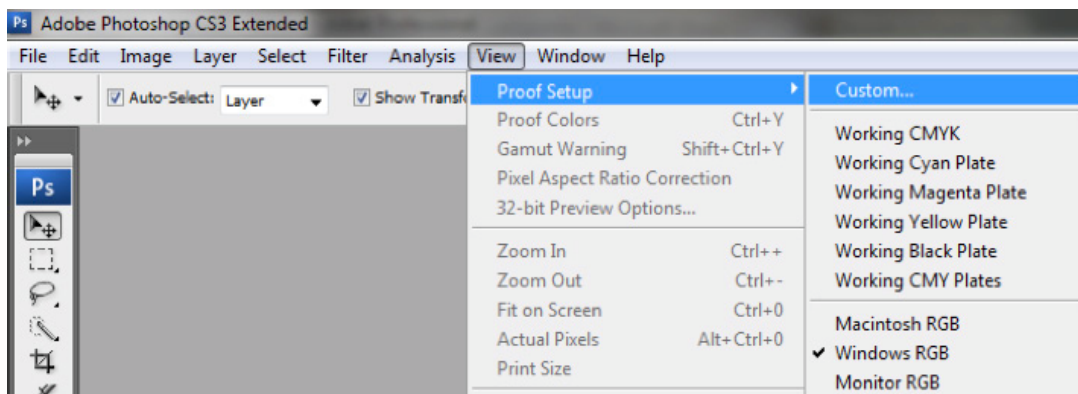 Ps Adobe Photoshop CS3 Extended
File Edit Image Layer Select Filter Analysis View Window Help
Auto-Select: Layer Show Transf
Ps
Proof Setup
Proof Colors Ctrl+Y
Gamut Warning Shift+Ctrl+Y
Pixel Aspect Ratio Correction
32-bit Preview Options...
Zoom In Ctrl++
Zoom Out Ctrl+-
Fit on Screen Ctrl+0
Actual Pixels Alt+Ctrl+0
Print Size
Custom...
Working CMYK
Working Cyan Plate
Working Magenta Plate
Working Yellow Plate
Working Black Plate
Working CMY Plates
Macintosh RGB
Windows RGB
Monitor RGB